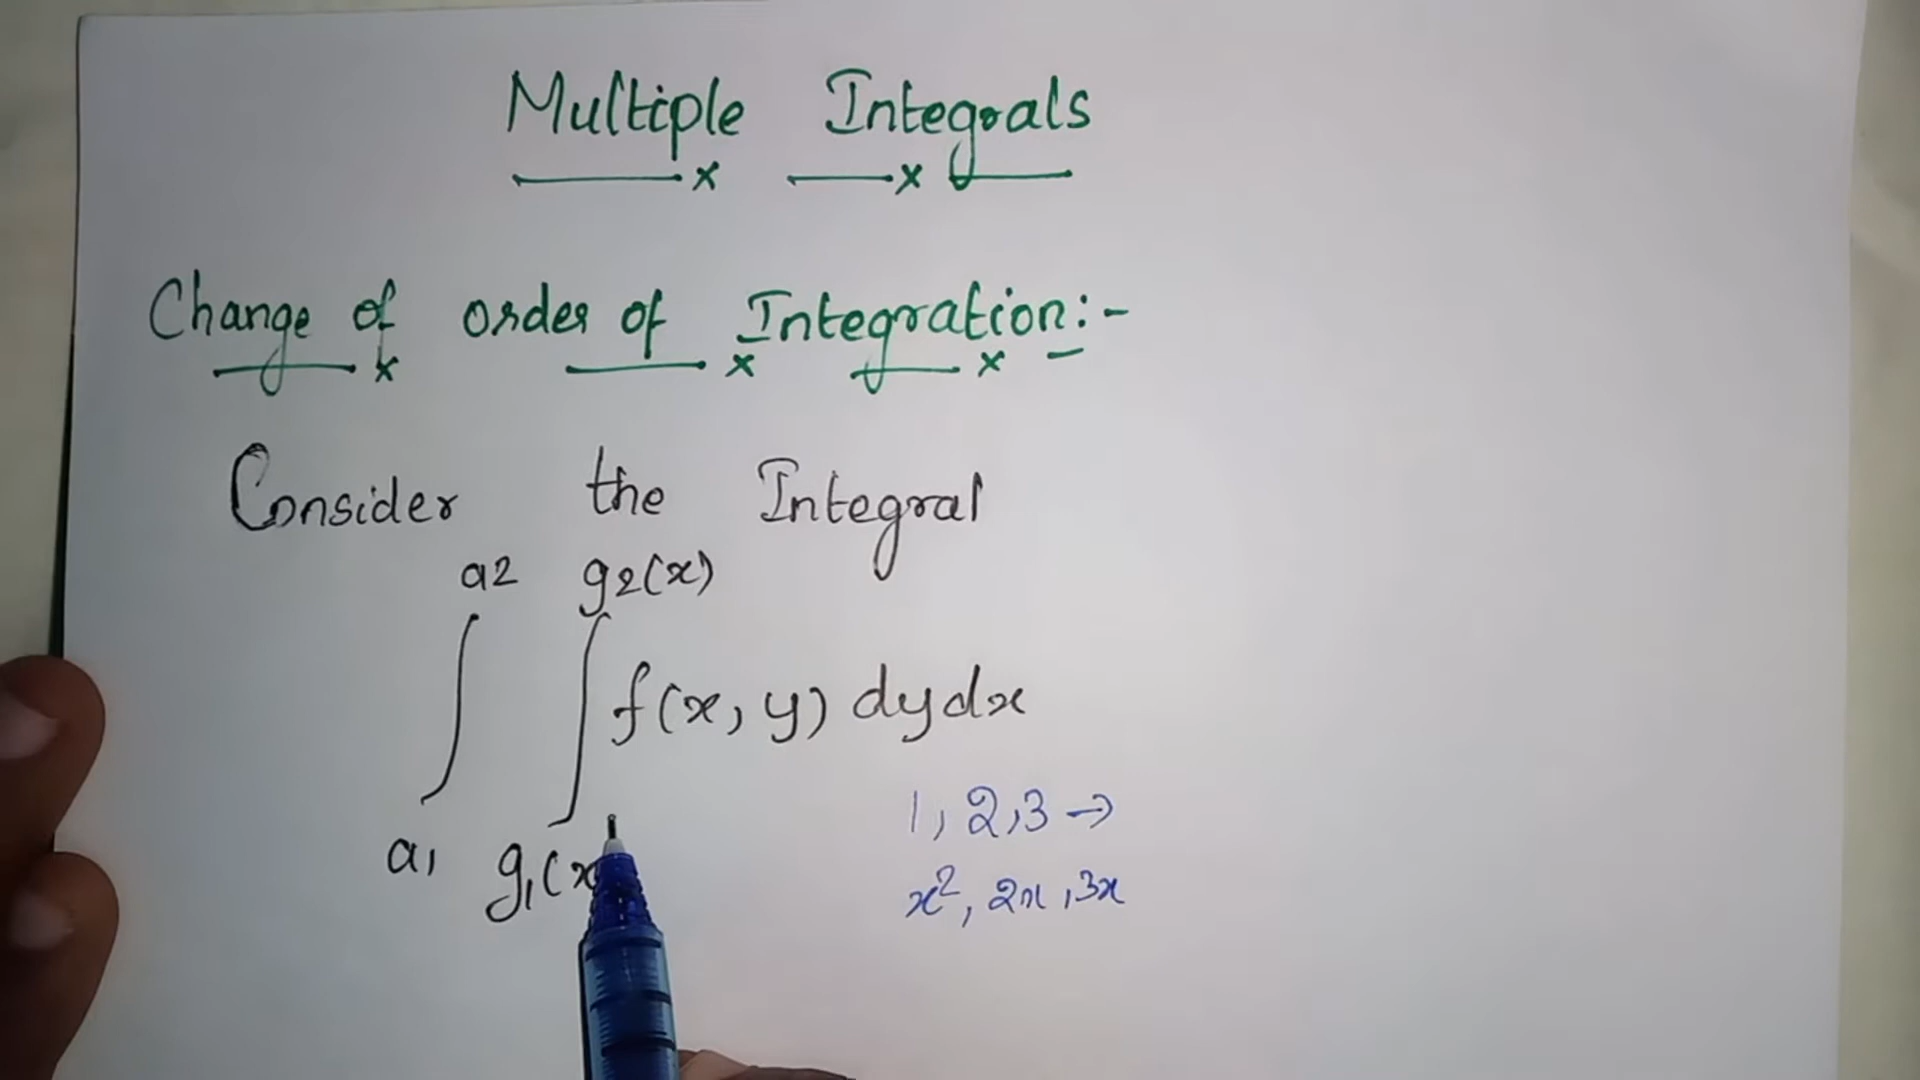 Multiple Integrals
Change of order of Integration:-
Consider the Integral
a2 g2(x)
∫ ∫ f(x, y) dy dx
a1 g1(x
1, 2, 3 →
x², 2x, 3x